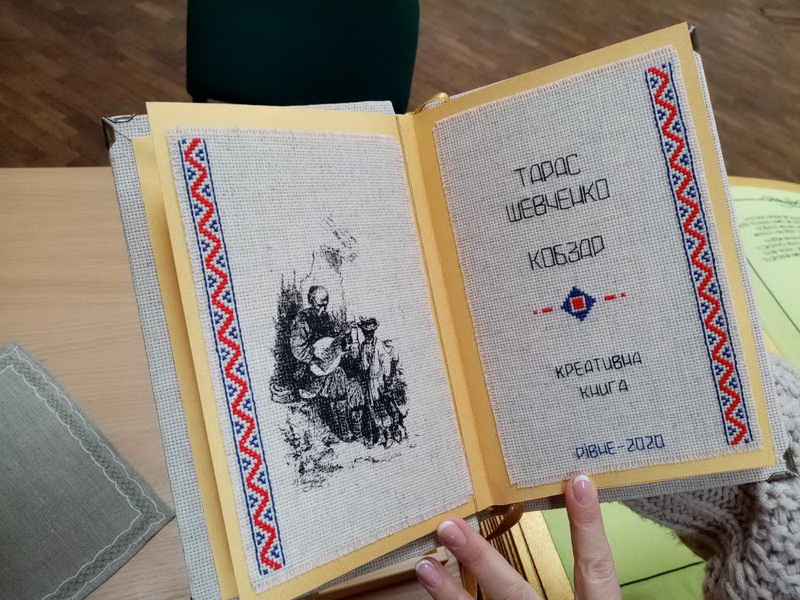 ТАРАС
ШЕВЧЕНКО
КОБЗАР
КРЕАТИВНА
КНИГА
РІВНЕ-2020